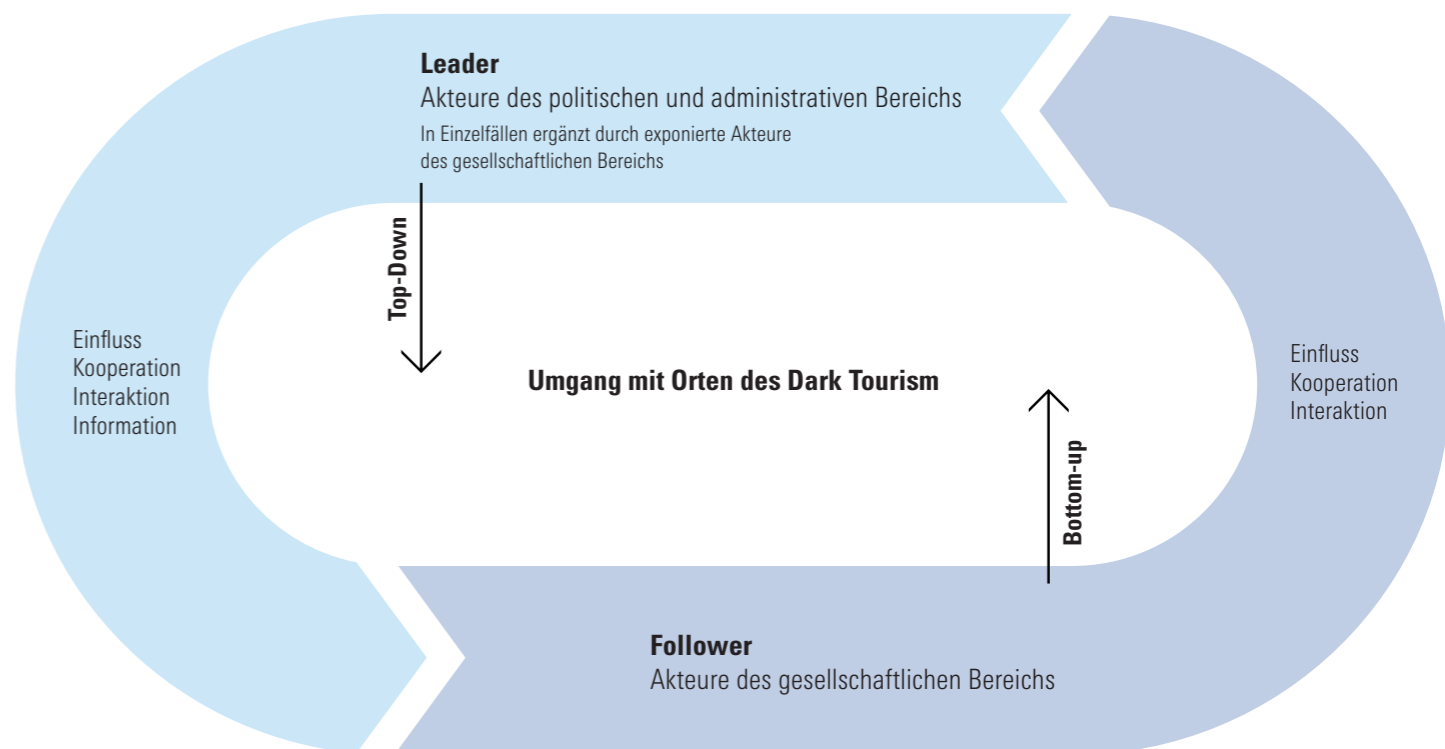 Leader
Akteure des politischen und administrativen Bereichs
In Einzelfällen ergänzt durch exponierte Akteure
des gesellschaftlichen Bereichs
Top-Down
Einfluss
Kooperation
Interaktion
Information
Umgang mit Orten des Dark Tourism
Einfluss
Kooperation
Interaktion
Bottom-up
Follower
Akteure des gesellschaftlichen Bereichs